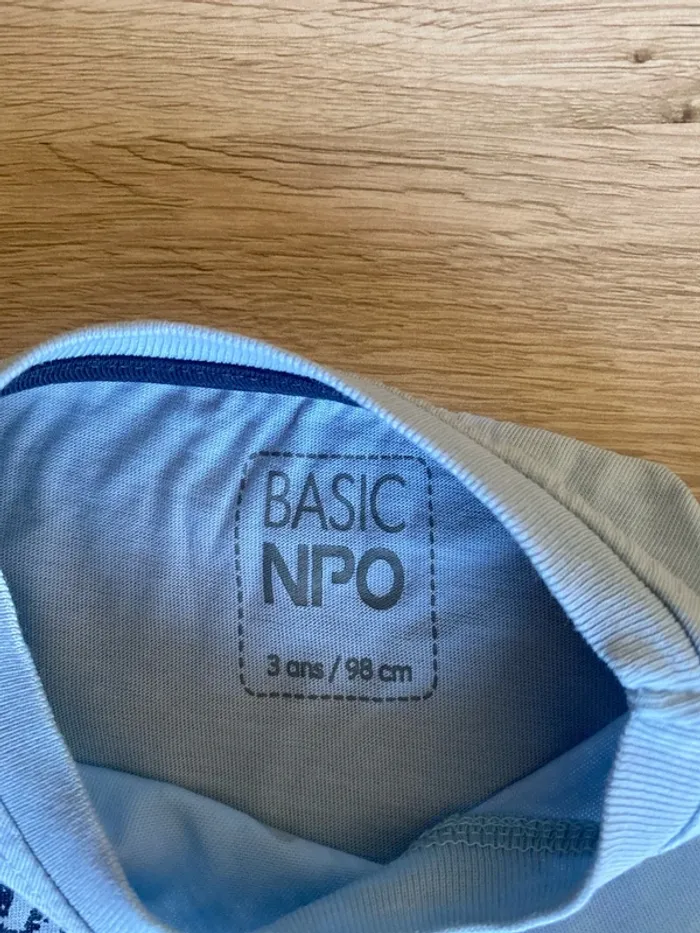 BASIC
NPO
3 ans / 98 cm